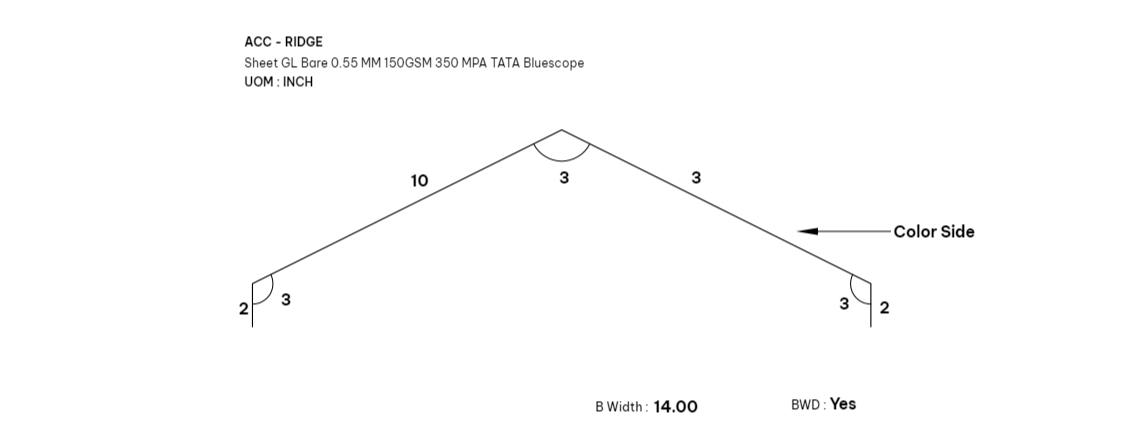 ACC - RIDGE
Sheet GL Bare 0.55 MM 150GSM 350 MPA TATA Bluescope
UOM : INCH
10
3
3
Color Side
2
3
3
2
B Width : 14.00
BWD : Yes